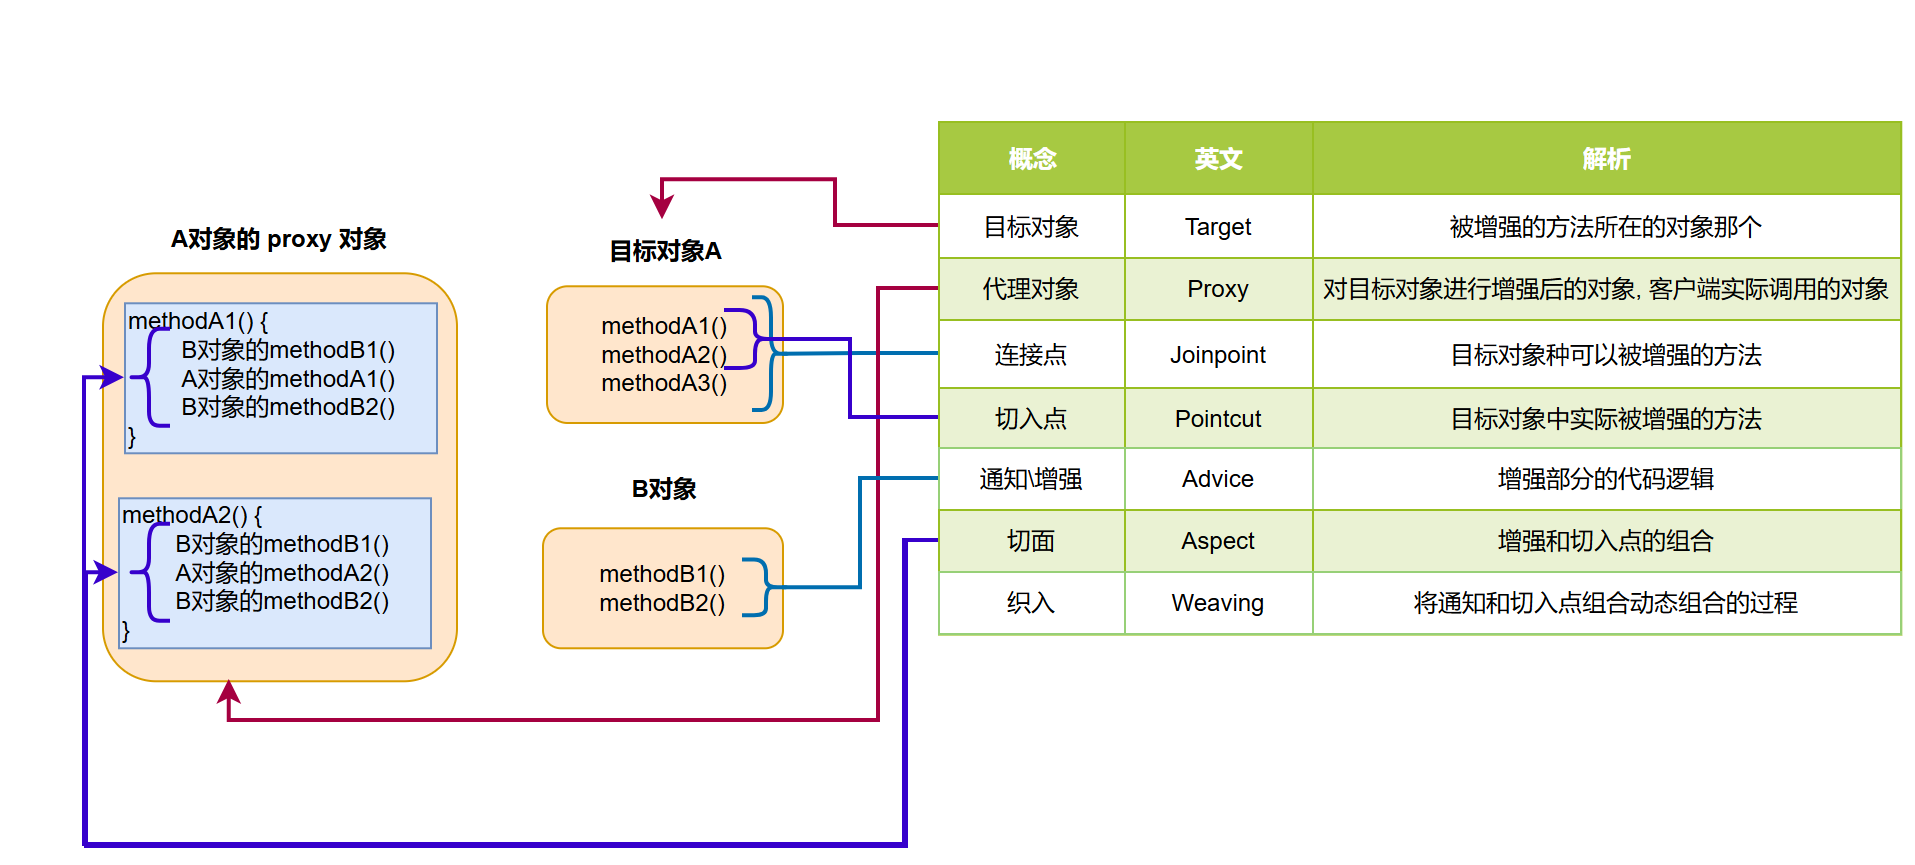 A对象的 proxy 对象
methodA1() {
B对象的methodB1()
A对象的methodA1()
B对象的methodB2()
}
methodA2() {
B对象的methodB1()
A对象的methodA2()
B对象的methodB2()
}
目标对象A
methodA1()
methodA2()
methodA3()
B对象
methodB1()
methodB2()
概念 英文 解析
目标对象 Target 被增强的方法所在的对象那个
代理对象 Proxy 对目标对象进行增强后的对象, 客户端实际调用的对象
连接点 Joinpoint 目标对象种可以被增强的方法
切入点 Pointcut 目标对象中实际被增强的方法
通知\增强 Advice 增强部分的代码逻辑
切面 Aspect 增强和切入点的组合
织入 Weaving 将通知和切入点组合动态组合的过程